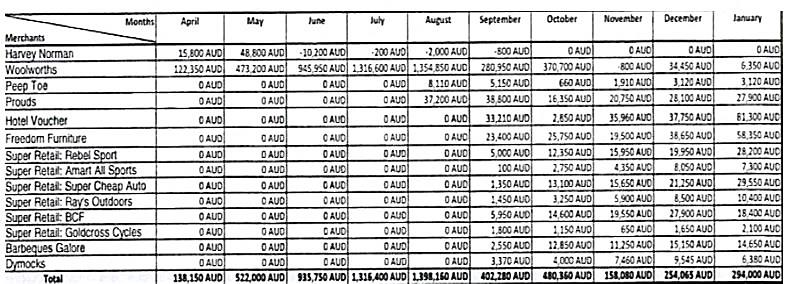 Months April May June July August September October November December January
Merchants
Harvey Norman 15,800 AUD 48,800 AUD -10,200 AUD -200 AUD -2,000 AUD -800 AUD 0 AUD 0 AUD 0 AUD 0 AUD
Woolworths 122,350 AUD 473,200 AUD 945,950 AUD 1,316,600 AUD 1,354,850 AUD 280,950 AUD 370,700 AUD -800 AUD 34,450 AUD 6,350 AUD
Peep Toe 0 AUD 0 AUD 0 AUD 0 AUD 8,110 AUD 5,150 AUD 660 AUD 1,910 AUD 3,120 AUD 3,120 AUD
Prouds 0 AUD 0 AUD 0 AUD 0 AUD 37,200 AUD 38,800 AUD 16,350 AUD 20,750 AUD 28,100 AUD 27,900 AUD
Hotel Voucher 0 AUD 0 AUD 0 AUD 0 AUD 0 AUD 33,210 AUD 2,850 AUD 35,960 AUD 37,750 AUD 81,300 AUD
Freedom Furniture 0 AUD 0 AUD 0 AUD 0 AUD 0 AUD 23,400 AUD 25,750 AUD 19,500 AUD 38,650 AUD 58,350 AUD
Super Retail: Rebel Sport 0 AUD 0 AUD 0 AUD 0 AUD 0 AUD 5,000 AUD 12,350 AUD 15,950 AUD 19,950 AUD 28,200 AUD
Super Retail: Amart All Sports 0 AUD 0 AUD 0 AUD 0 AUD 0 AUD 100 AUD 2,750 AUD 4,350 AUD 8,050 AUD 7,300 AUD
Super Retail: Super Cheap Auto 0 AUD 0 AUD 0 AUD 0 AUD 0 AUD 1,350 AUD 13,100 AUD 15,650 AUD 21,250 AUD 29,550 AUD
Super Retail: Ray's Outdoors 0 AUD 0 AUD 0 AUD 0 AUD 0 AUD 1,450 AUD 3,250 AUD 5,900 AUD 8,500 AUD 10,400 AUD
Super Retail: BCF 0 AUD 0 AUD 0 AUD 0 AUD 0 AUD 5,950 AUD 14,600 AUD 19,550 AUD 27,900 AUD 18,400 AUD
Super Retail: Goldcross Cycles 0 AUD 0 AUD 0 AUD 0 AUD 0 AUD 1,800 AUD 1,150 AUD 650 AUD 1,650 AUD 2,100 AUD
Barbeques Galore 0 AUD 0 AUD 0 AUD 0 AUD 0 AUD 2,550 AUD 12,850 AUD 11,250 AUD 15,150 AUD 14,650 AUD
Dymocks 0 AUD 0 AUD 0 AUD 0 AUD 0 AUD 3,370 AUD 4,000 AUD 7,460 AUD 9,545 AUD 6,380 AUD
Total 138,150 AUD 522,000 AUD 935,750 AUD 1,316,400 AUD 1,398,160 AUD 402,280 AUD 480,360 AUD 158,080 AUD 254,065 AUD 294,000 AUD